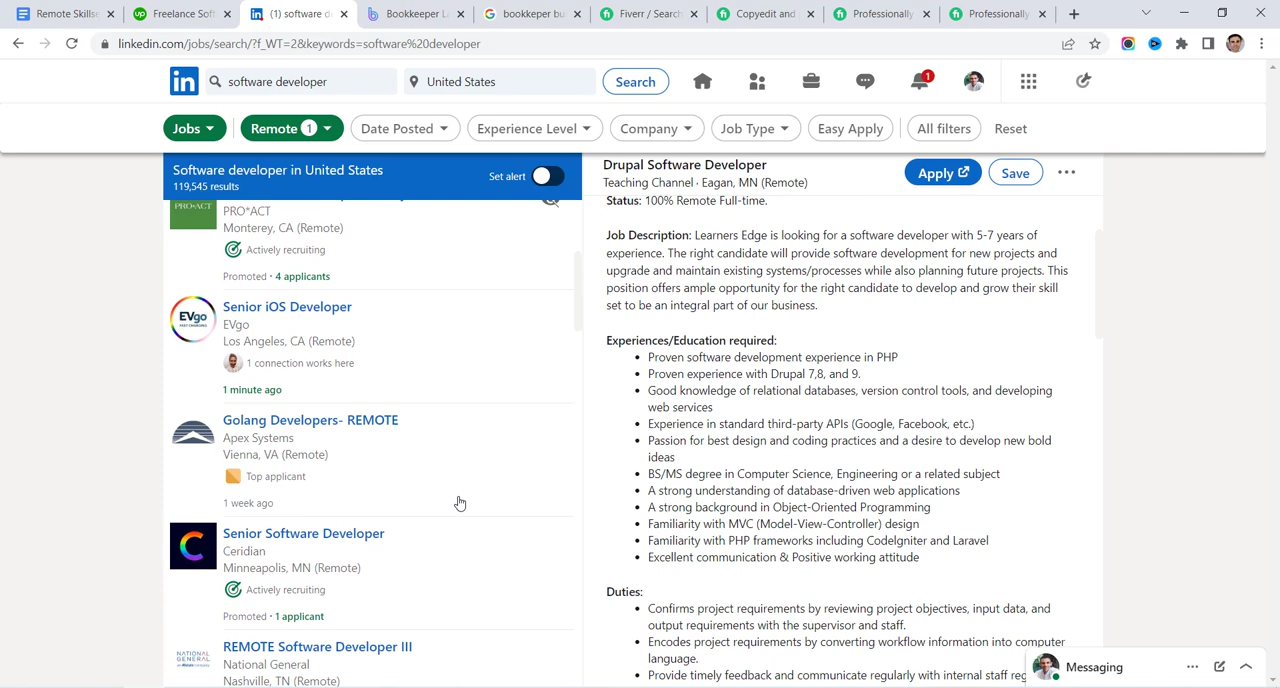 Remote Skills
Freelance Soft
(1) software d
Bookkeeper L
bookkeper bu
Fiverr / Search
Copyedit and
Professionally
Professionally
linkedin.com/jobs/search/?f_WT=2&keywords=software%20developer
in
software developer
United States
Search
1
Jobs
Remote 1
Date Posted
Experience Level
Company
Job Type
Easy Apply
All filters
Reset
Software developer in United States
119,545 results
Set alert
PRO*ACT
PRO*ACT
Monterey, CA (Remote)
Actively recruiting
Promoted · 4 applicants
EVgo
FAST CHARGING
Senior iOS Developer
EVgo
Los Angeles, CA (Remote)
1 connection works here
1 minute ago
Golang Developers- REMOTE
Apex Systems
Vienna, VA (Remote)
Top applicant
1 week ago
Senior Software Developer
Ceridian
Minneapolis, MN (Remote)
Actively recruiting
Promoted · 1 applicant
NATIONAL
GENERAL
REMOTE Software Developer III
National General
Nashville, TN (Remote)
Drupal Software Developer
Teaching Channel · Eagan, MN (Remote)
Apply
Save
Status: 100% Remote Full-time.
Job Description: Learners Edge is looking for a software developer with 5-7 years of
experience. The right candidate will provide software development for new projects and
upgrade and maintain existing systems/processes while also planning future projects. This
position offers ample opportunity for the right candidate to develop and grow their skill
set to be an integral part of our business.
Experiences/Education required:
• Proven software development experience in PHP
• Proven experience with Drupal 7,8, and 9.
• Good knowledge of relational databases, version control tools, and developing
web services
• Experience in standard third-party APIs (Google, Facebook, etc.)
• Passion for best design and coding practices and a desire to develop new bold
ideas
• BS/MS degree in Computer Science, Engineering or a related subject
• A strong understanding of database-driven web applications
• A strong background in Object-Oriented Programming
• Familiarity with MVC (Model-View-Controller) design
• Familiarity with PHP frameworks including CodeIgniter and Laravel
• Excellent communication & Positive working attitude
Duties:
• Confirms project requirements by reviewing project objectives, input data, and
output requirements with the supervisor and staff.
• Encodes project requirements by converting workflow information into computer
language.
• Provide timely feedback and communicate regularly with internal staff reg
Messaging